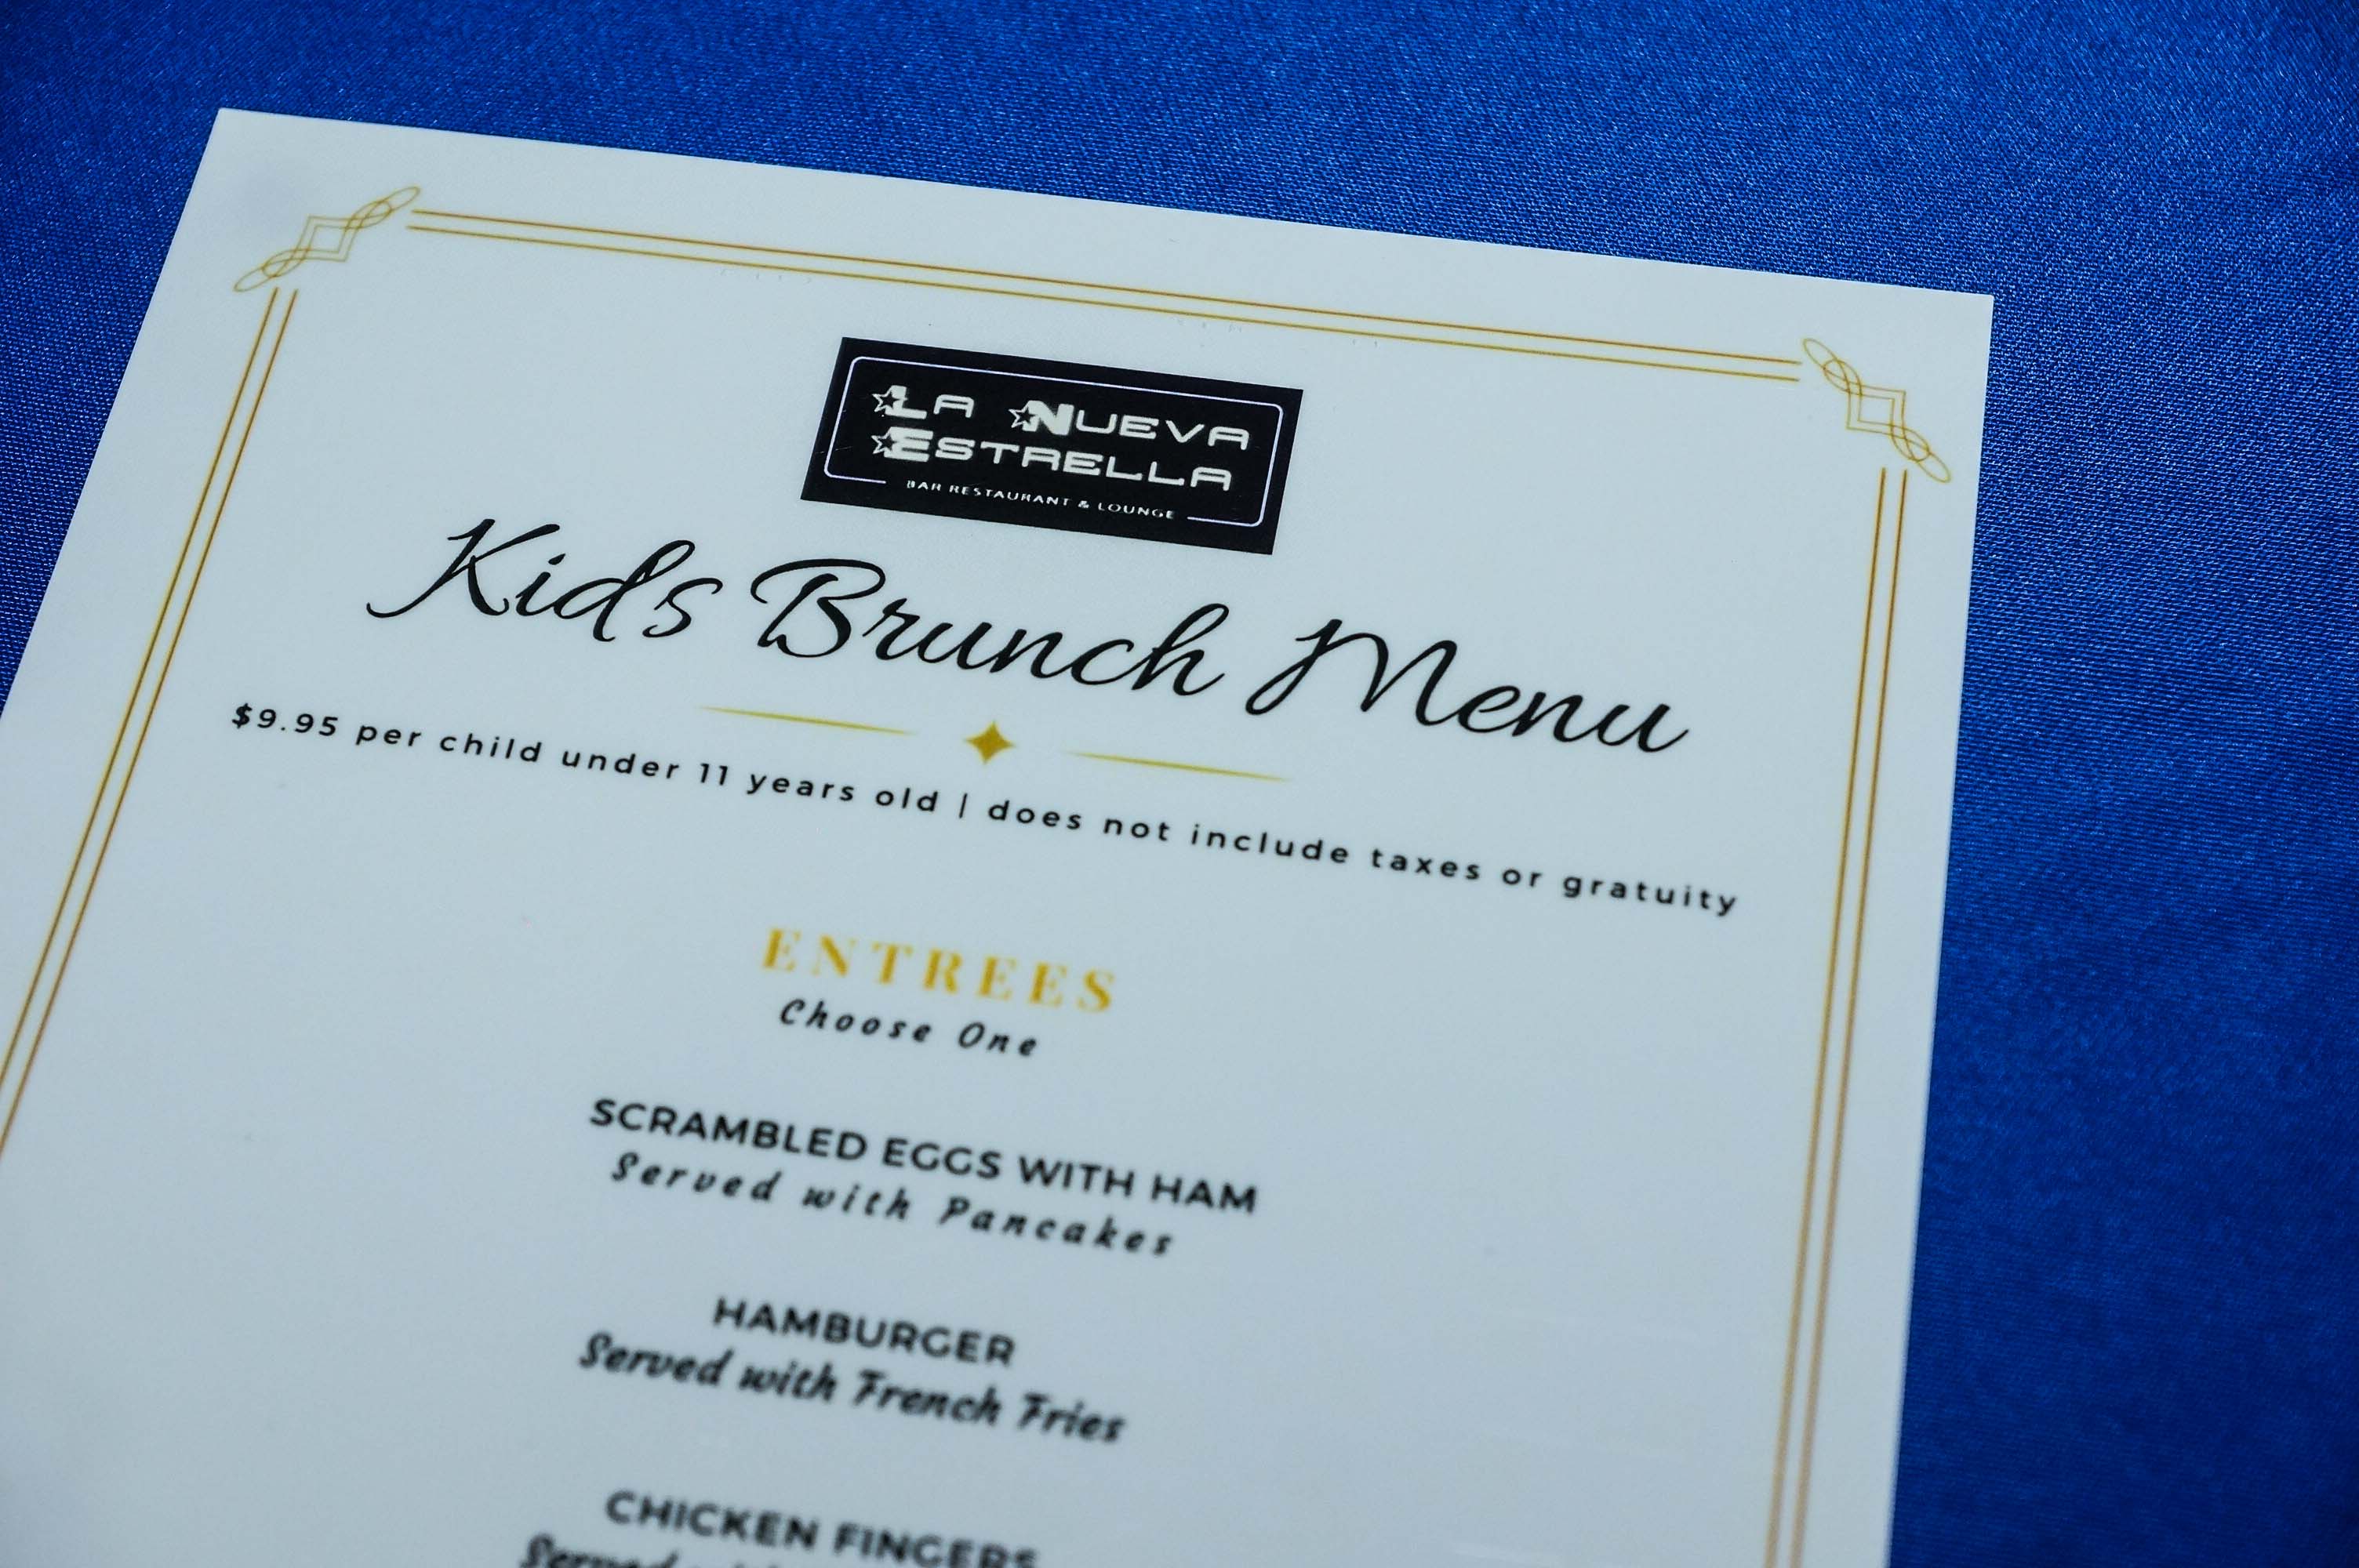 LA NUEVA
ESTRELLA
BAR RESTAURANT & LOUNGE
Kid's Brunch Menu
$9.95 per child under 11 years old | does not include taxes or gratuity
ENTREES
Choose One
SCRAMBLED EGGS WITH HAM
Served with Pancakes
HAMBURGER
Served with French Fries
CHICKEN FINGERS
Served